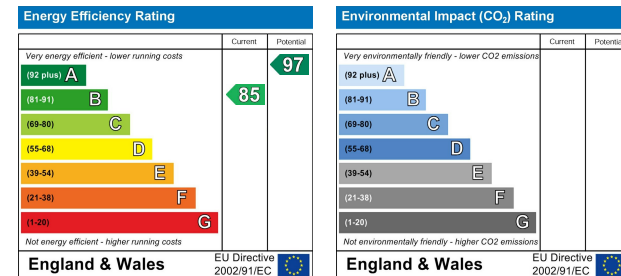 Energy Efficiency Rating
Current Potential
Very energy efficient - lower running costs
(92 plus) A
97
(81-91) B
85
(69-80) C
(55-68) D
(39-54) E
(21-38) F
(1-20) G
Not energy efficient - higher running costs
England & Wales
EU Directive
2002/91/EC
Environmental Impact (CO₂) Rating
Current Potentia
Very environmentally friendly - lower CO2 emissions
(92 plus) A
(81-91) B
(69-80) C
(55-68) D
(39-54) E
(21-38) F
(1-20) G
Not environmentally friendly - higher CO2 emissions
England & Wales
EU Directive
2002/91/EC